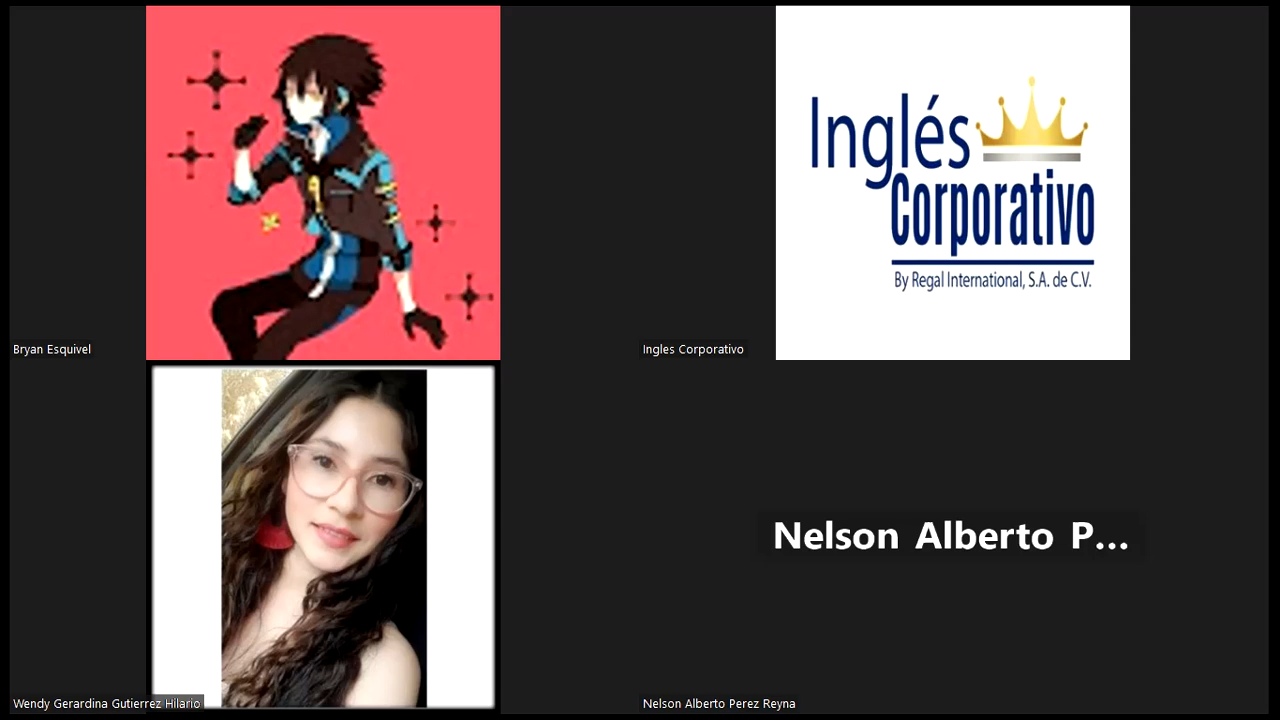 Inglés
Corporativo
By Regal International, S.A. de C.V.
Bryan Esquivel
Ingles Corporativo
Nelson Alberto P...
Wendy Gerardina Gutierrez Hilario
Nelson Alberto Perez Reyna